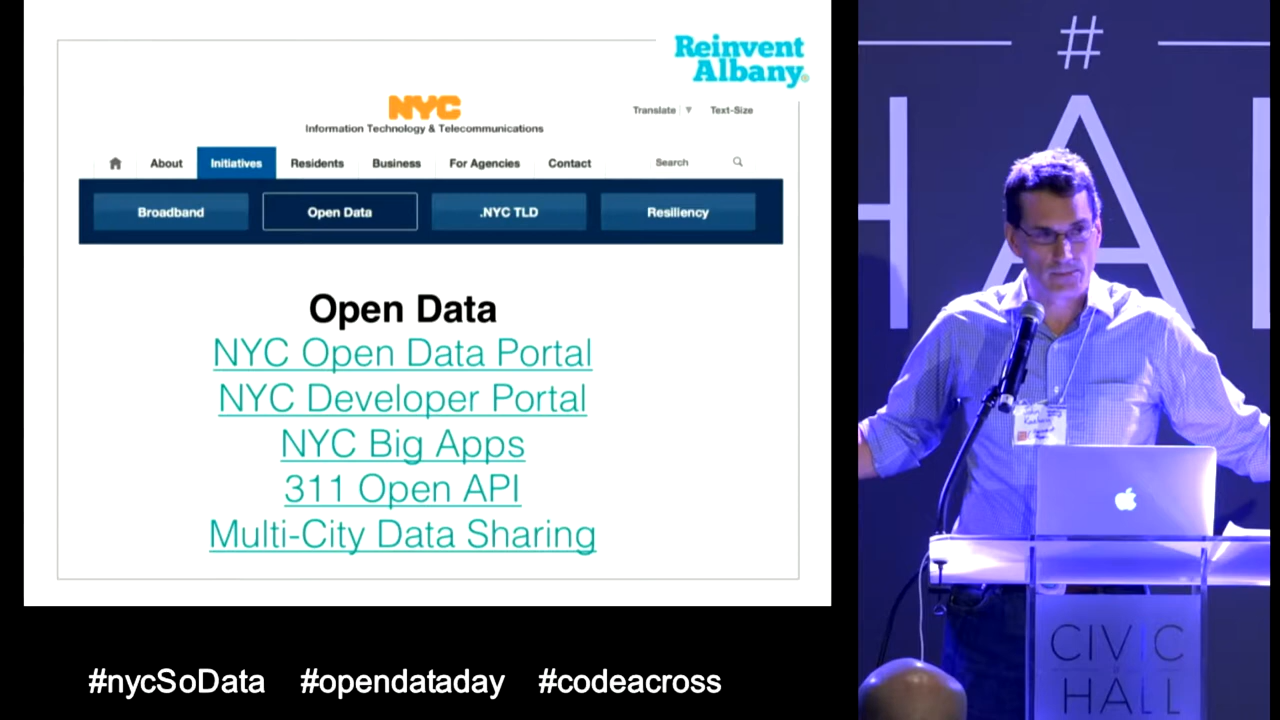 Reinvent
Albany
NYC
Information Technology & Telecommunications
Translate ▼ Text-Size
About Initiatives Residents Business For Agencies Contact Search
Broadband Open Data .NYC TLD Resiliency
Open Data
NYC Open Data Portal
NYC Developer Portal
NYC Big Apps
311 Open API
Multi-City Data Sharing
#nycSoData #opendataday #codeacross
#
HAL
CIVIC
HALL